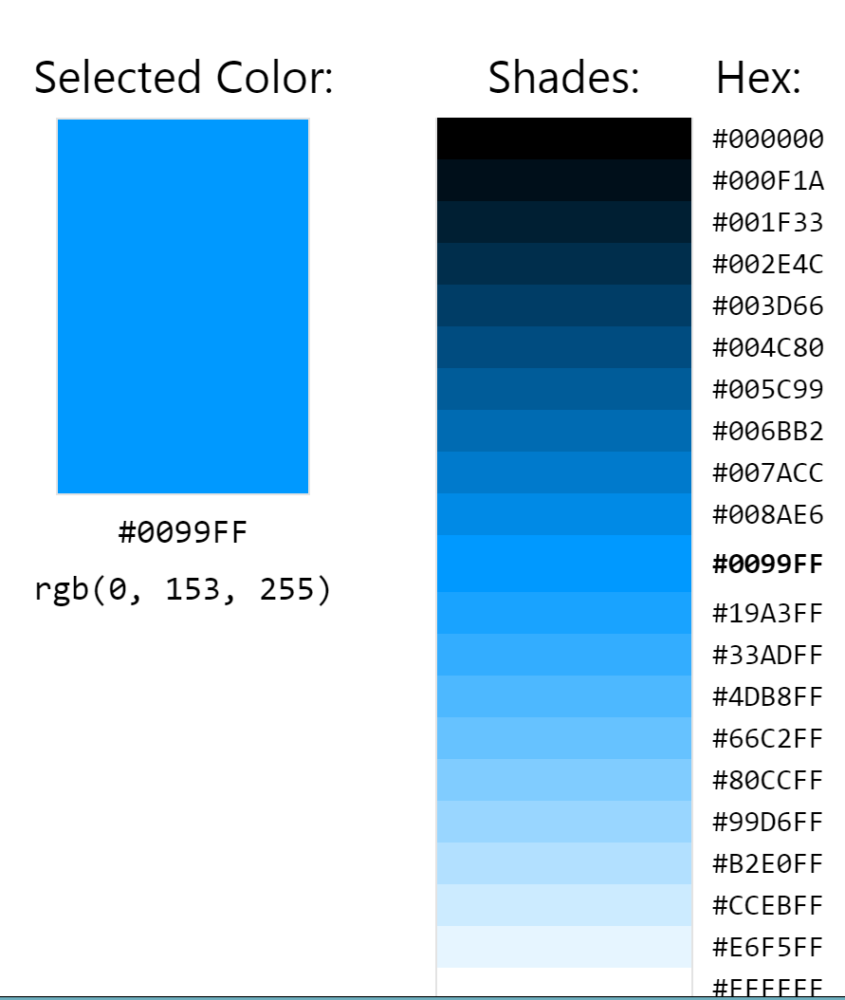 Selected Color:
#0099FF
rgb(0, 153, 255)
Shades:
Hex:
#000000
#000F1A
#001F33
#002E4C
#003D66
#004C80
#005C99
#006BB2
#007ACC
#008AE6
#0099FF
#19A3FF
#33ADFF
#4DB8FF
#66C2FF
#80CCFF
#99D6FF
#B2E0FF
#CCEBFF
#E6F5FF
#FFFFFF